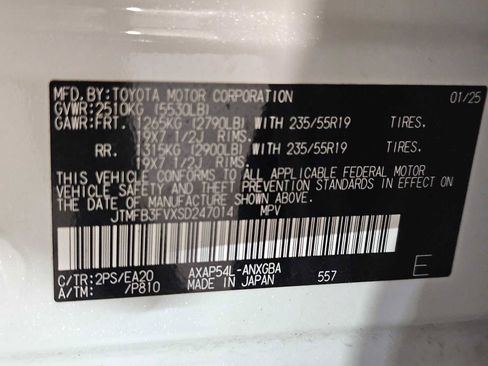 MFD.BY:TOYOTA MOTOR CORPORATION 01/25
GVWR:2510KG (5530LB)
GAWR:FRT. 1265KG (2790LB) WITH 235/55R19 TIRES.
19X7 1/2J RIMS.
RR. 1315KG (2900LB) WITH 235/55R19 TIRES.
19X7 1/2J RIMS.
THIS VEHICLE CONFORMS TO ALL APPLICABLE FEDERAL MOTOR
VEHICLE SAFETY AND THEFT PREVENTION STANDARDS IN EFFECT ON
THE DATE OF MANUFACTURE SHOWN ABOVE.
JTMFB3FVXSD247014 MPV
C/TR:2PS/EA20 AXAP54L-ANXGBA 557 E
A/TM: /P810 MADE IN JAPAN